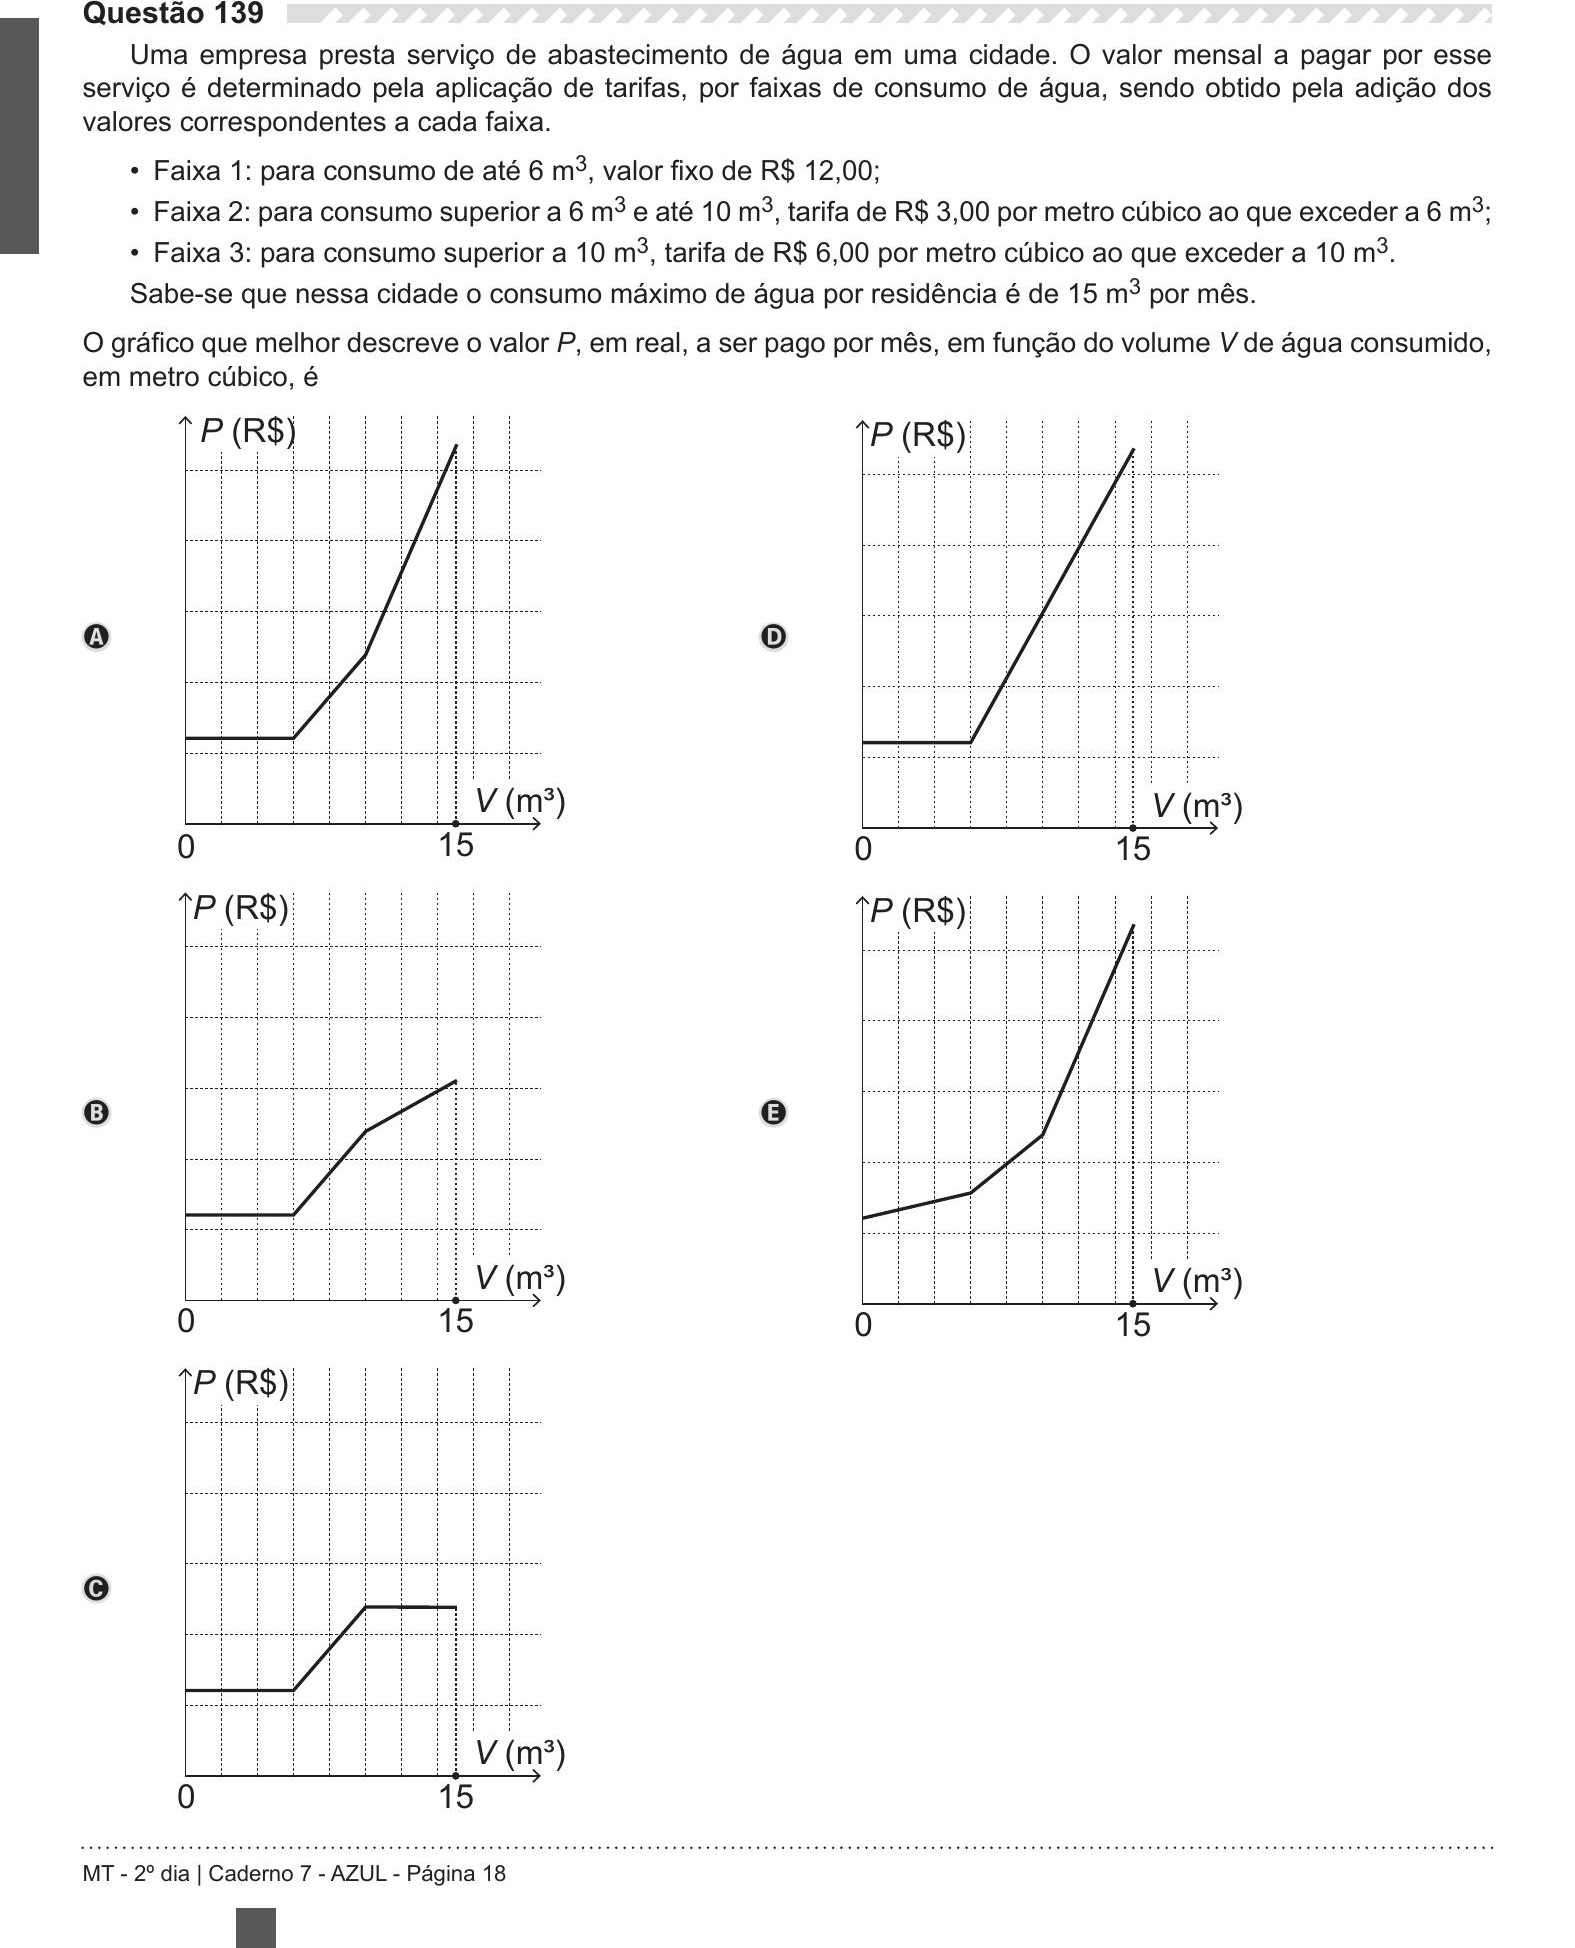 Questão 139
Uma empresa presta serviço de abastecimento de água em uma cidade. O valor mensal a pagar por esse
serviço é determinado pela aplicação de tarifas, por faixas de consumo de água, sendo obtido pela adição dos
valores correspondentes a cada faixa.
• Faixa 1: para consumo de até 6 m³, valor fixo de R$ 12,00;
• Faixa 2: para consumo superior a 6 m³ e até 10 m³, tarifa de R$ 3,00 por metro cúbico ao que exceder a 6 m³;
• Faixa 3: para consumo superior a 10 m³, tarifa de R$ 6,00 por metro cúbico ao que exceder a 10 m³.
Sabe-se que nessa cidade o consumo máximo de água por residência é de 15 m³ por mês.
O gráfico que melhor descreve o valor P, em real, a ser pago por mês, em função do volume V de água consumido,
em metro cúbico, é
A
P (R$)
V (m³)
0
15
B
P (R$)
V (m³)
0
15
C
P (R$)
V (m³)
0
15
D
P (R$)
V (m³)
0
15
E
P (R$)
V (m³)
0
15
MT - 2º dia | Caderno 7 - AZUL - Página 18